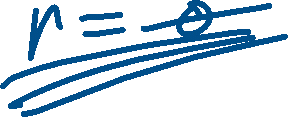 r = θ